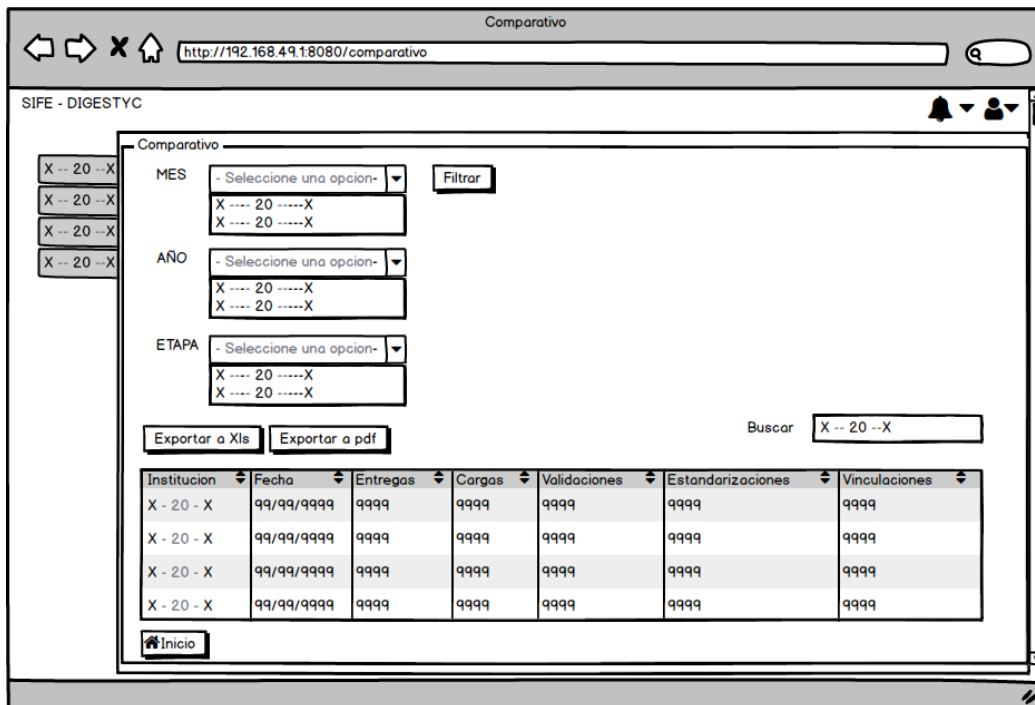 Comparativo
http://192.168.49.1:8080/comparativo
SIFE - DIGESTYC
X -- 20 --X
X -- 20 --X
X -- 20 --X
X -- 20 --X
Comparativo
MES - Seleccione una opcion- Filtrar
X ---- 20 -----X
X ---- 20 -----X
AÑO - Seleccione una opcion-
X ---- 20 -----X
X ---- 20 -----X
ETAPA - Seleccione una opcion-
X ---- 20 -----X
X ---- 20 -----X
Buscar X -- 20 --X
Exportar a Xls Exportar a pdf
Institucion Fecha Entregas Cargas Validaciones Estandarizaciones Vinculaciones
X - 20 - X 99/99/9999 9999 9999 9999 9999 9999
X - 20 - X 99/99/9999 9999 9999 9999 9999 9999
X - 20 - X 99/99/9999 9999 9999 9999 9999 9999
X - 20 - X 99/99/9999 9999 9999 9999 9999 9999
Inicio